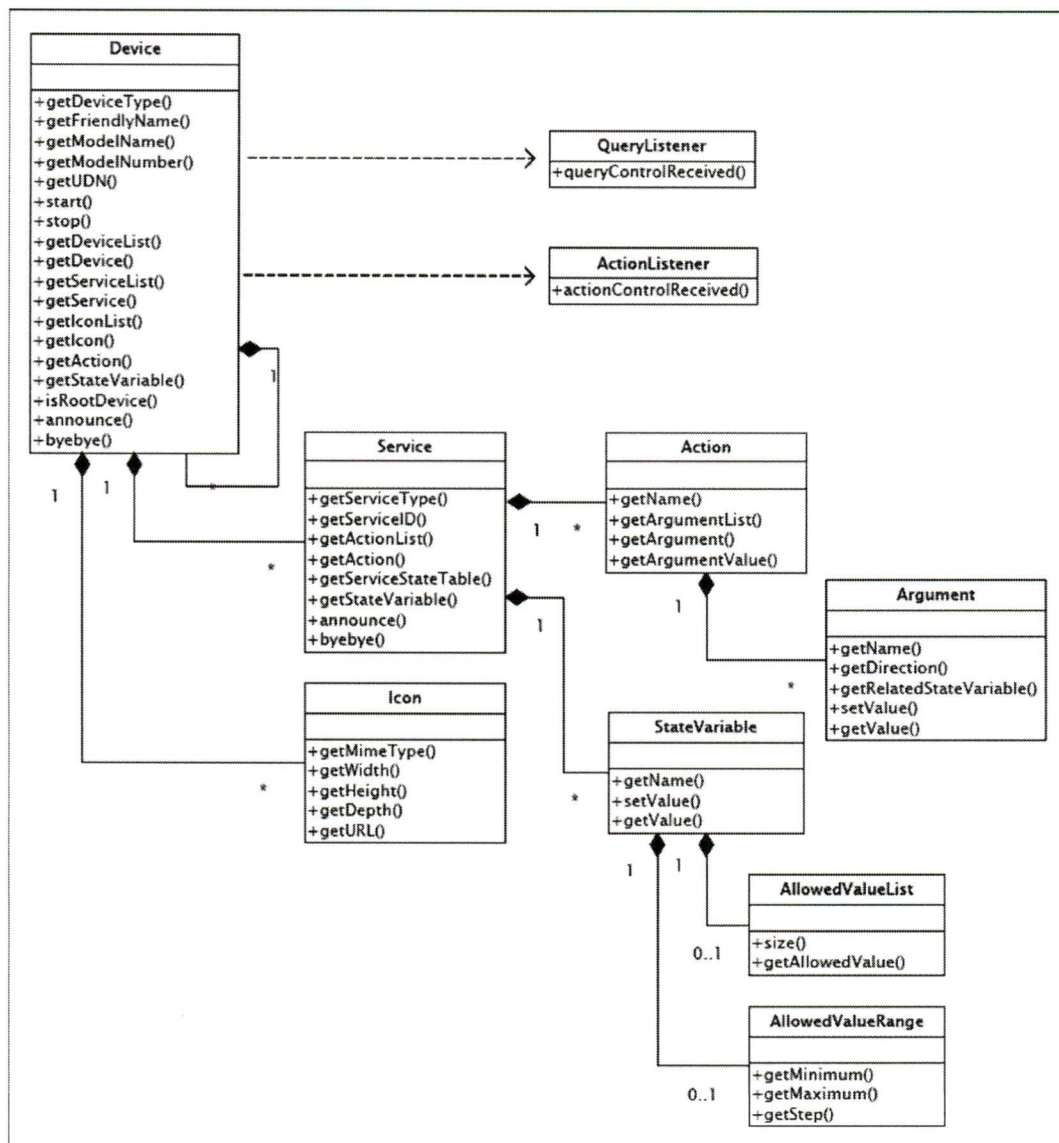 Device
+getDeviceType()
+getFriendlyName()
+getModelName()
+getModelNumber()
+getUDN()
+start()
+stop()
+getDeviceList()
+getDevice()
+getServiceList()
+getService()
+getIconList()
+getIcon()
+getAction()
+getStateVariable()
+isRootDevice()
+announce()
+byebye()
QueryListener
+queryControlReceived()
ActionListener
+actionControlReceived()
1
*
1
1
Service
+getServiceType()
+getServiceID()
+getActionList()
+getAction()
+getServiceStateTable()
+getStateVariable()
+announce()
+byebye()
*
1
*
1
Action
+getName()
+getArgumentList()
+getArgument()
+getArgumentValue()
1
*
Argument
+getName()
+getDirection()
+getRelatedStateVariable()
+setValue()
+getValue()
Icon
+getMimeType()
+getWidth()
+getHeight()
+getDepth()
+getURL()
*
*
StateVariable
+getName()
+setValue()
+getValue()
1
1
AllowedValueList
+size()
+getAllowedValue()
0..1
AllowedValueRange
+getMinimum()
+getMaximum()
+getStep()
0..1